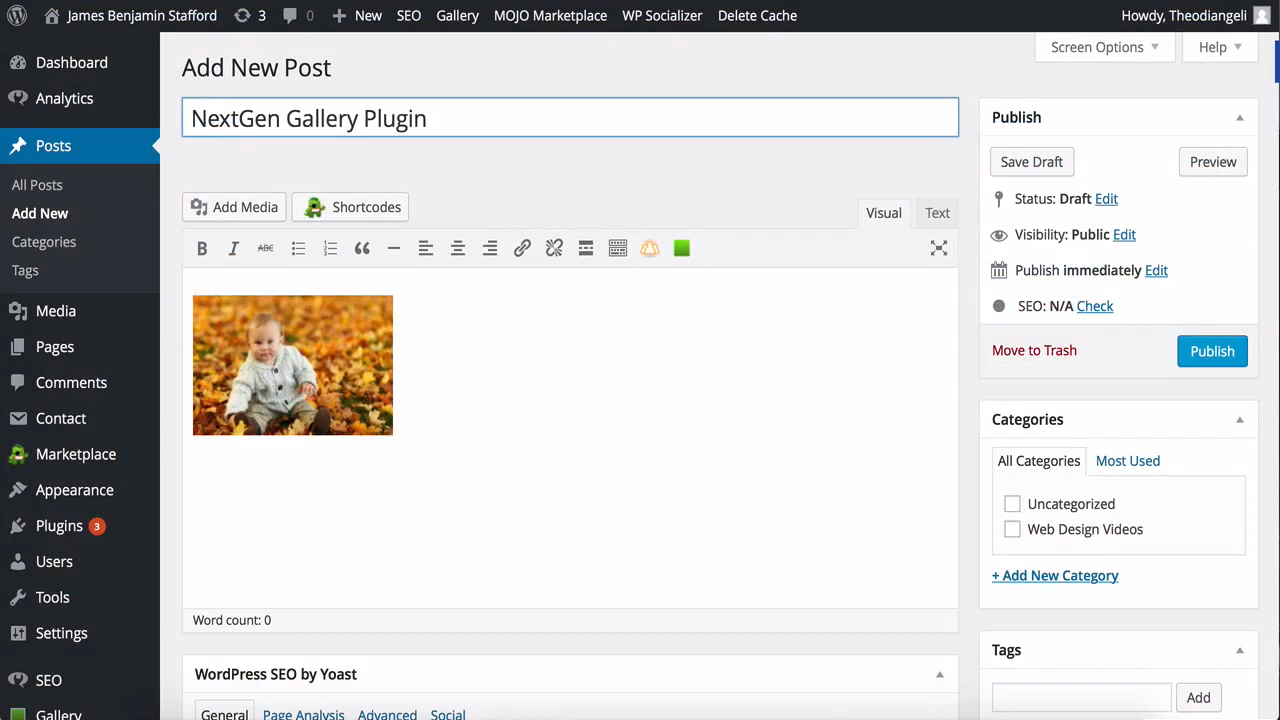 James Benjamin Stafford 3 0 New SEO Gallery MOJO Marketplace WP Socializer Delete Cache Howdy, Theodiangeli
Screen Options Help
Dashboard
Analytics
Posts
All Posts
Add New
Categories
Tags
Media
Pages
Comments
Contact
Marketplace
Appearance
Plugins 3
Users
Tools
Settings
SEO
Gallery
Add New Post
NextGen Gallery Plugin
Add Media Shortcodes
Visual Text
B I ABC
Word count: 0
WordPress SEO by Yoast
General Page Analysis Advanced Social
Publish
Save Draft Preview
Status: Draft Edit
Visibility: Public Edit
Publish immediately Edit
SEO: N/A Check
Move to Trash Publish
Categories
All Categories Most Used
Uncategorized
Web Design Videos
+ Add New Category
Tags
Add